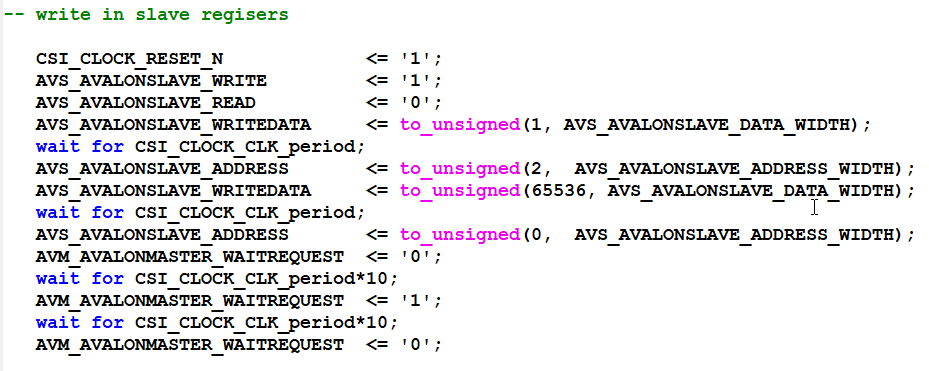 -- write in slave regisers
CSI_CLOCK_RESET_N <= '1';
AVS_AVALONSLAVE_WRITE <= '1';
AVS_AVALONSLAVE_READ <= '0';
AVS_AVALONSLAVE_WRITEDATA <= to_unsigned(1, AVS_AVALONSLAVE_DATA_WIDTH);
wait for CSI_CLOCK_CLK_period;
AVS_AVALONSLAVE_ADDRESS <= to_unsigned(2, AVS_AVALONSLAVE_ADDRESS_WIDTH);
AVS_AVALONSLAVE_WRITEDATA <= to_unsigned(65536, AVS_AVALONSLAVE_DATA_WIDTH);
wait for CSI_CLOCK_CLK_period;
AVS_AVALONSLAVE_ADDRESS <= to_unsigned(0, AVS_AVALONSLAVE_ADDRESS_WIDTH);
AVM_AVALONMASTER_WAITREQUEST <= '0';
wait for CSI_CLOCK_CLK_period*10;
AVM_AVALONMASTER_WAITREQUEST <= '1';
wait for CSI_CLOCK_CLK_period*10;
AVM_AVALONMASTER_WAITREQUEST <= '0';